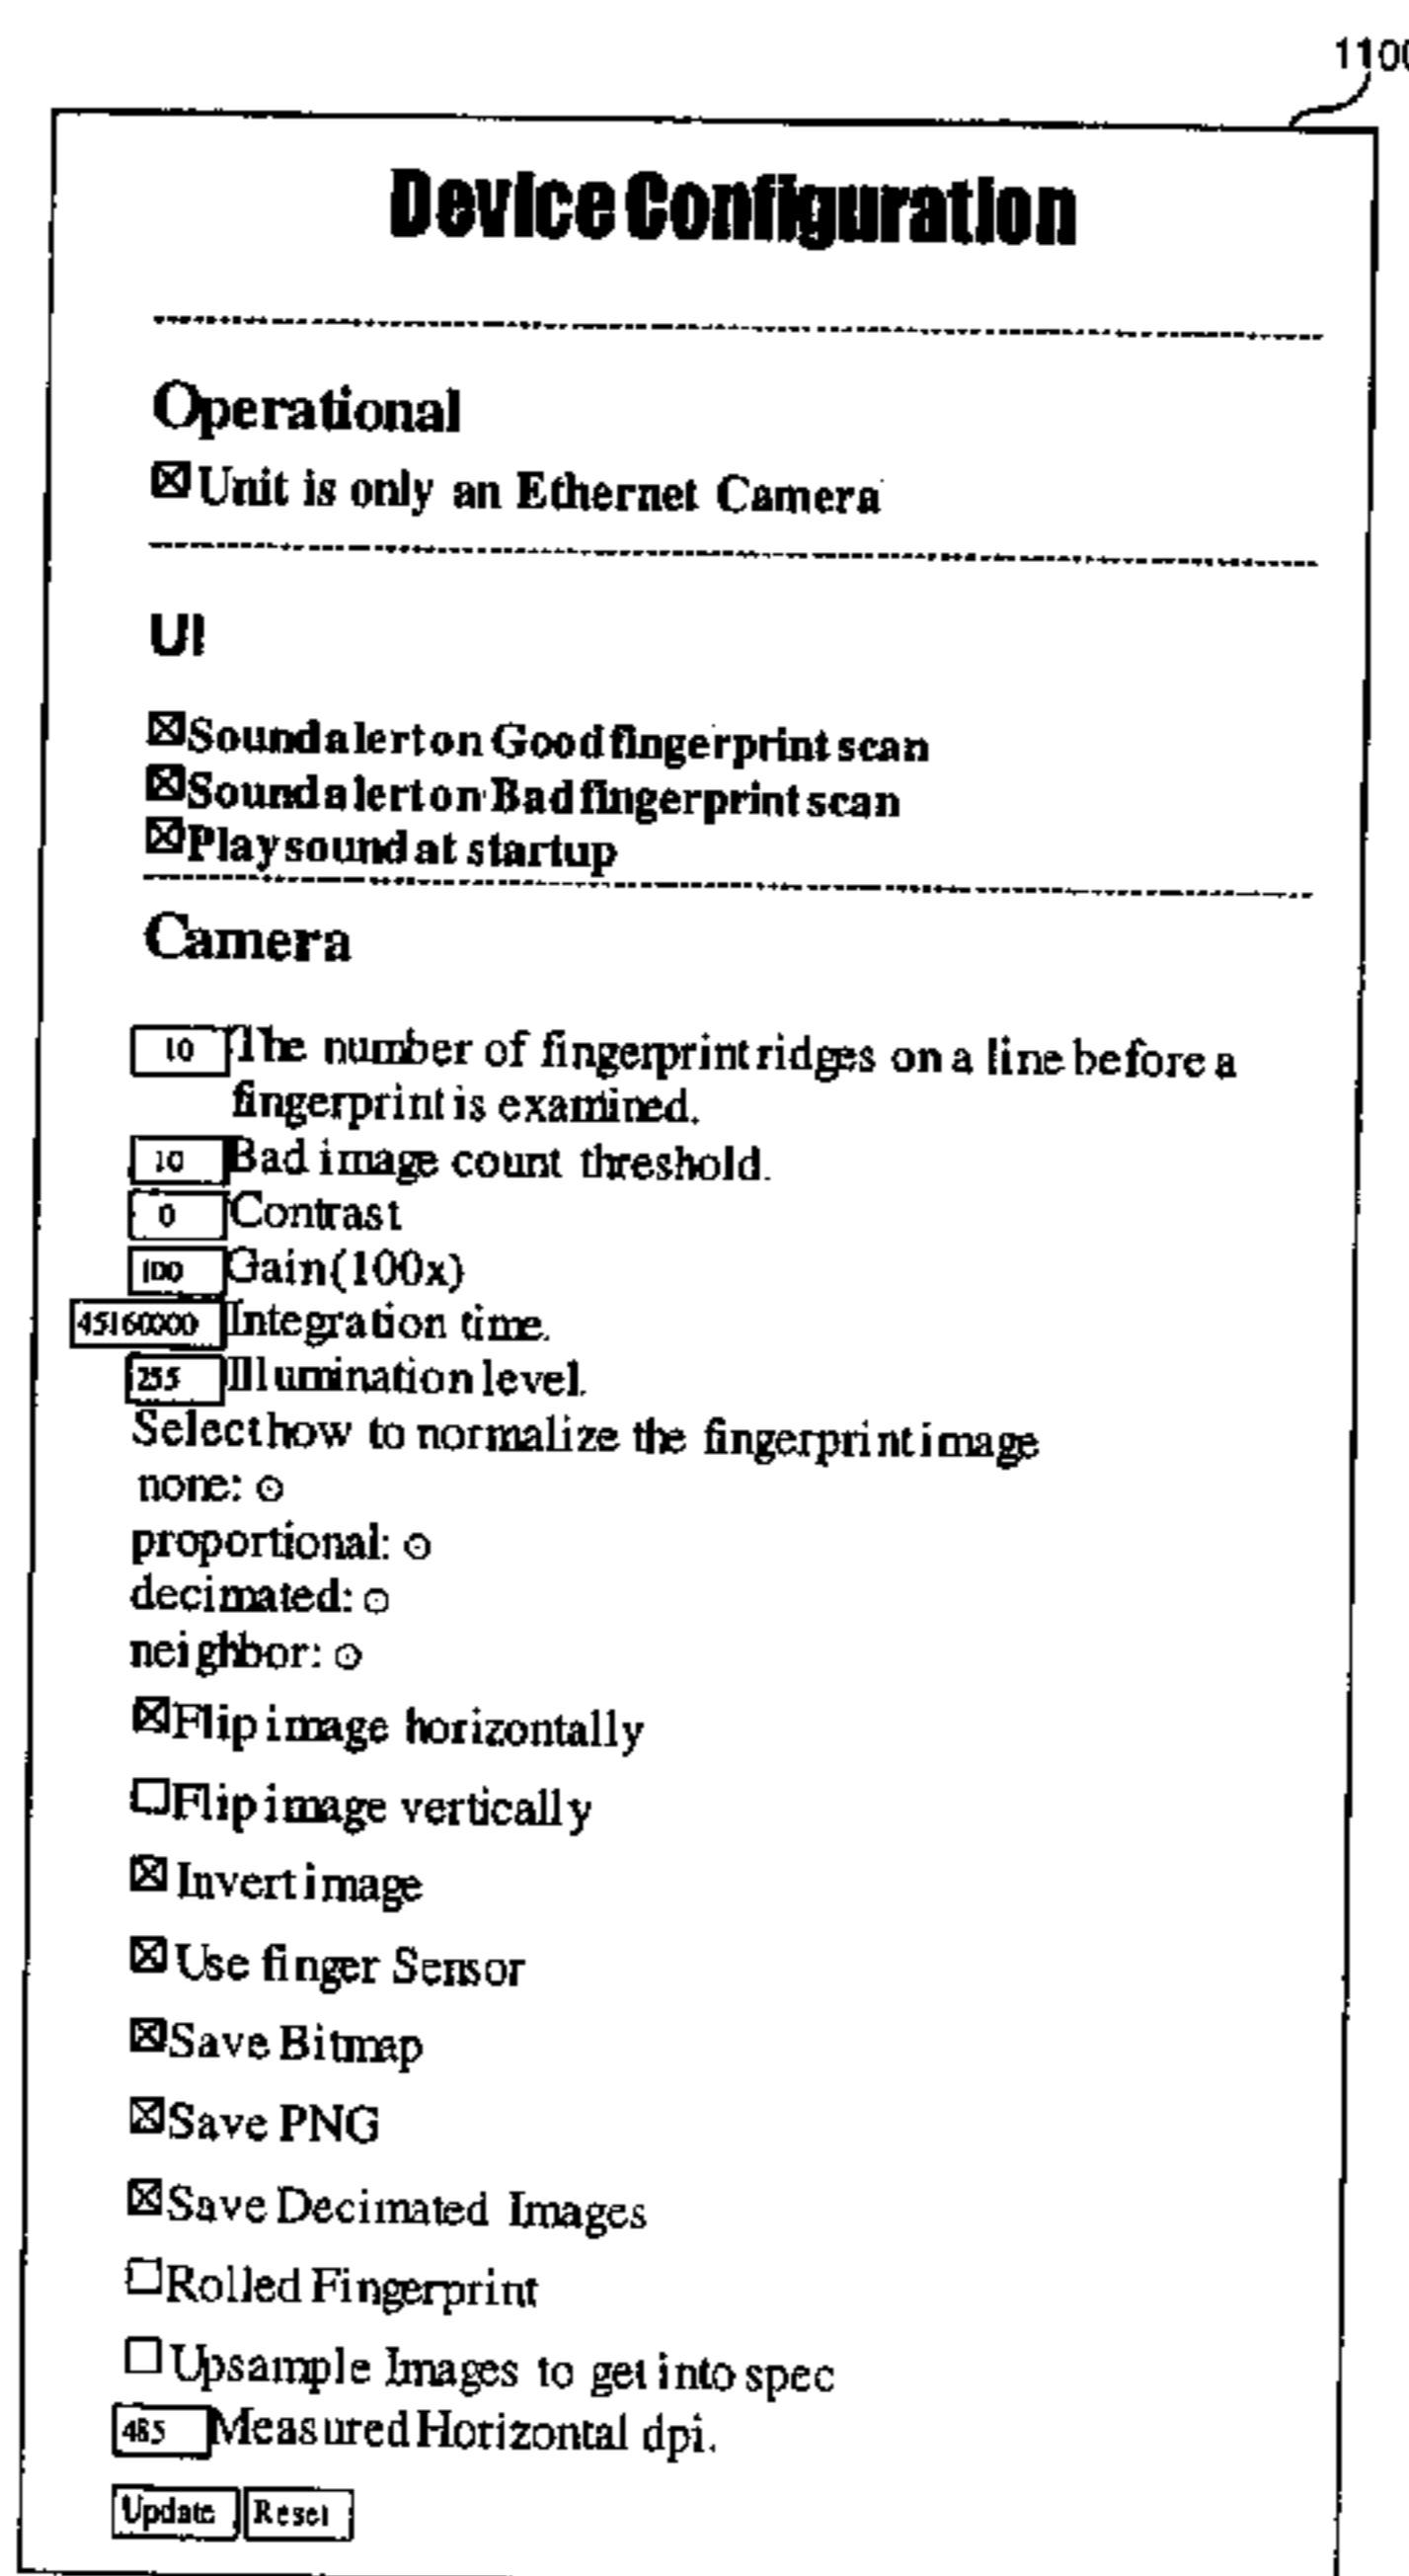 1100
Device Configuration
Operational
☒ Unit is only an Ethernet Camera
UI
☒ Sound alert on Good fingerprint scan
☒ Sound alert on Bad fingerprint scan
☒ Play sound at startup
Camera
10 The number of fingerprint ridges on a line before a
fingerprint is examined.
10 Bad image count threshold.
0 Contrast
100 Gain(100x)
45160000 Integration time.
255 Illumination level.
Select how to normalize the fingerprint image
none: ⊙
proportional: ⊙
decimated: ⊙
neighbor: ⊙
☒ Flip image horizontally
☐ Flip image vertically
☒ Invert image
☒ Use finger Sensor
☒ Save Bitmap
☒ Save PNG
☒ Save Decimated Images
☐ Rolled Fingerprint
☐ Upsample Images to get into spec
485 Measured Horizontal dpi.
Update Reset